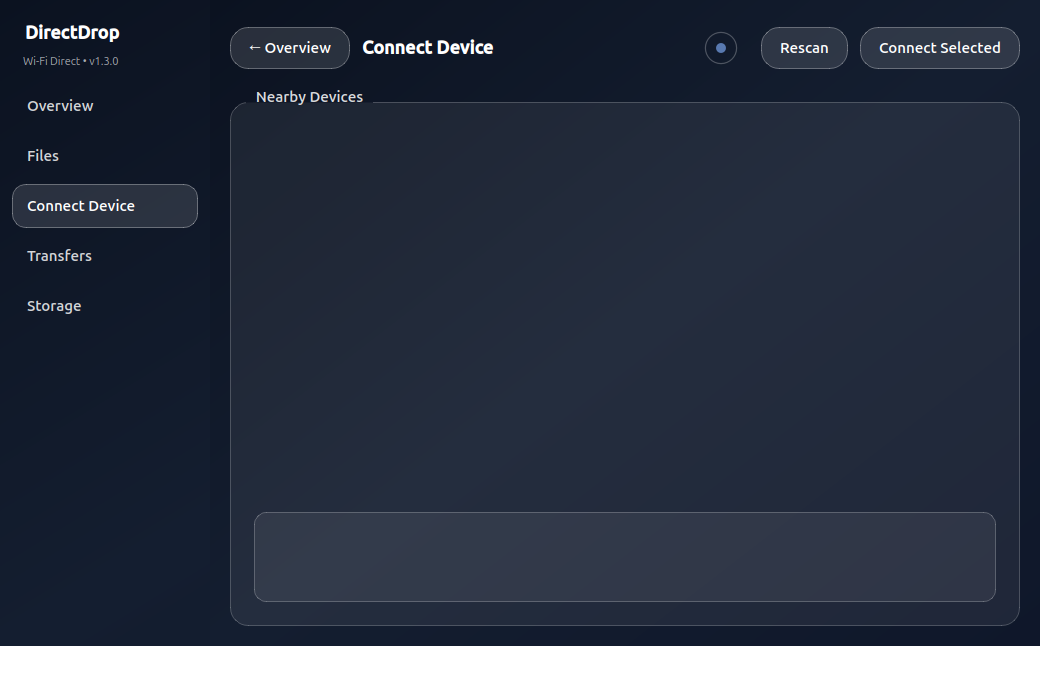 DirectDrop
Wi-Fi Direct • v1.3.0
Overview
Files
Connect Device
Transfers
Storage
← Overview
Connect Device
Rescan
Connect Selected
Nearby Devices